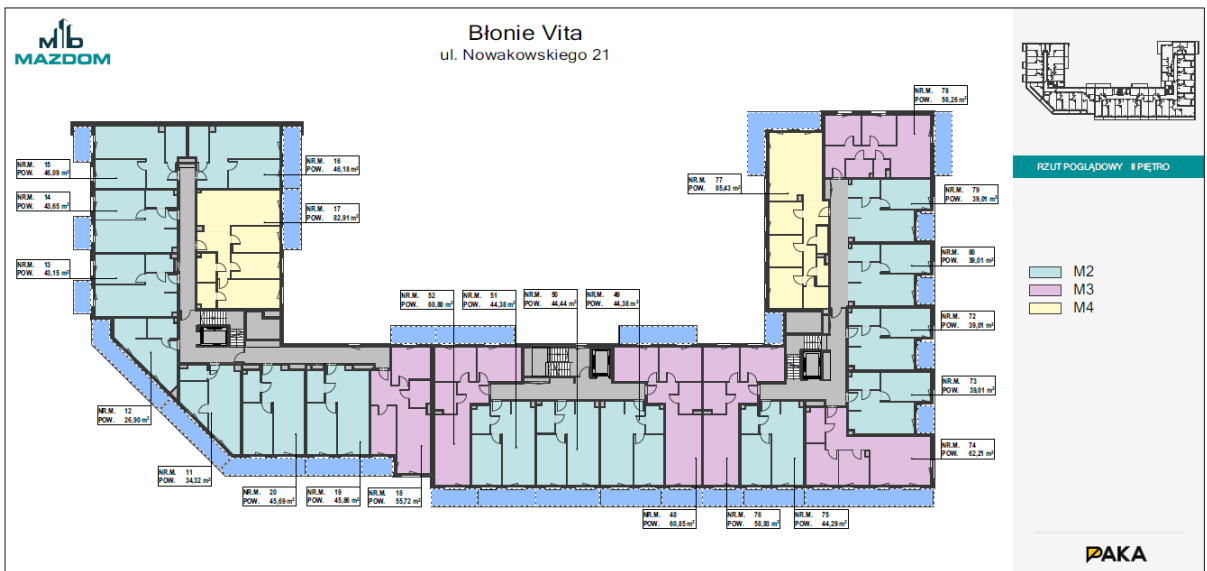 MD
MAZDOM
Błonie Vita
ul. Nowakowskiego 21
NR.M. 78
POW. 56,26 m²
NR.M. 15
POW. 46,09 m²
NR.M. 16
POW. 46,18 m²
NR.M. 77
POW. 85,43 m²
NR.M. 79
POW. 39,01 m²
NR.M. 14
POW. 43,65 m²
NR.M. 17
POW. 82,91 m²
NR.M. 80
POW. 39,01 m²
NR.M. 13
POW. 43,15 m²
NR.M. 52
POW. 60,80 m²
NR.M. 51
POW. 44,38 m²
NR.M. 50
POW. 44,44 m²
NR.M. 49
POW. 44,38 m²
NR.M. 72
POW. 39,01 m²
NR.M. 73
POW. 39,01 m²
NR.M. 12
POW. 26,90 m²
NR.M. 74
POW. 62,21 m²
NR.M. 11
POW. 34,32 m²
NR.M. 20
POW. 45,69 m²
NR.M. 19
POW. 45,86 m²
NR.M. 18
POW. 55,72 m²
NR.M. 48
POW. 60,85 m²
NR.M. 76
POW. 58,93 m²
NR.M. 75
POW. 44,29 m²
RZUT POGLĄDOWY II PIĘTRO
M2
M3
M4
PAKA